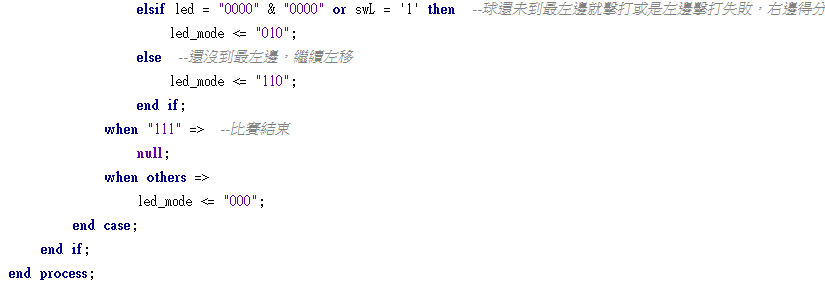 elsif led = "0000" & "0000" or swL = '1' then --球還未到最左邊就擊打或是左邊擊打失敗，右邊得分
led_mode <= "010";
else --還沒到最左邊，繼續左移
led_mode <= "110";
end if;
when "111" => --比賽結束
null;
when others =>
led_mode <= "000";
end case;
end if;
end process;